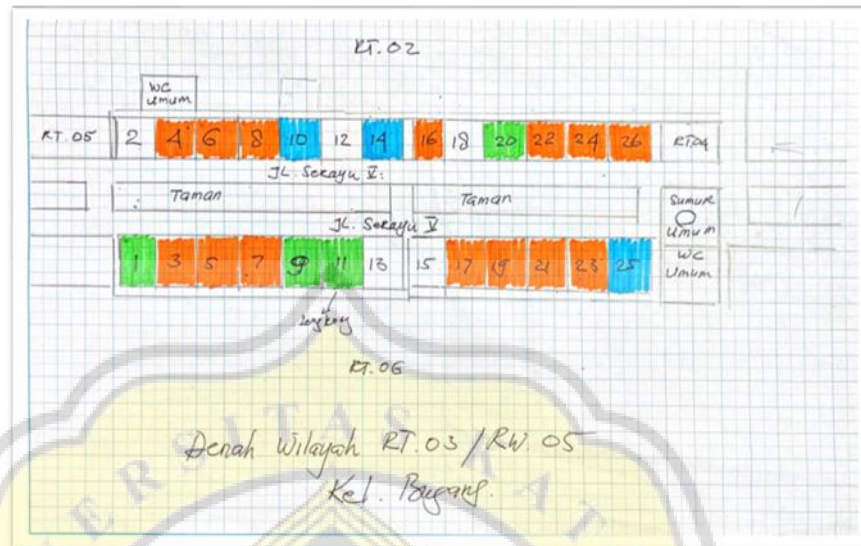 RT.02
WC
umum
RT.05 2 4 6 8 10 12 14 16 18 20 22 24 26 RT.04
JL. Serayu V.
Taman Taman
JL. Serayu V
Sumur
umum
1 3 5 7 9 11 13 15 17 19 21 23 25
WC
umum
RT.06
Denah Wilayah RT.03/RW.05
Kel. Bugang.
ERSITAS KAT